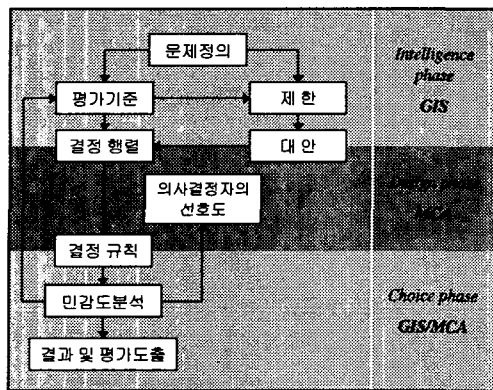 문제정의
Intelligence
phase
GIS
평가기준
제 한
결정 행렬
대 안
의사결정자의
선호도
Design phase
MCA
결정 규칙
민감도분석
Choice phase
GIS/MCA
결과 및 평가도출